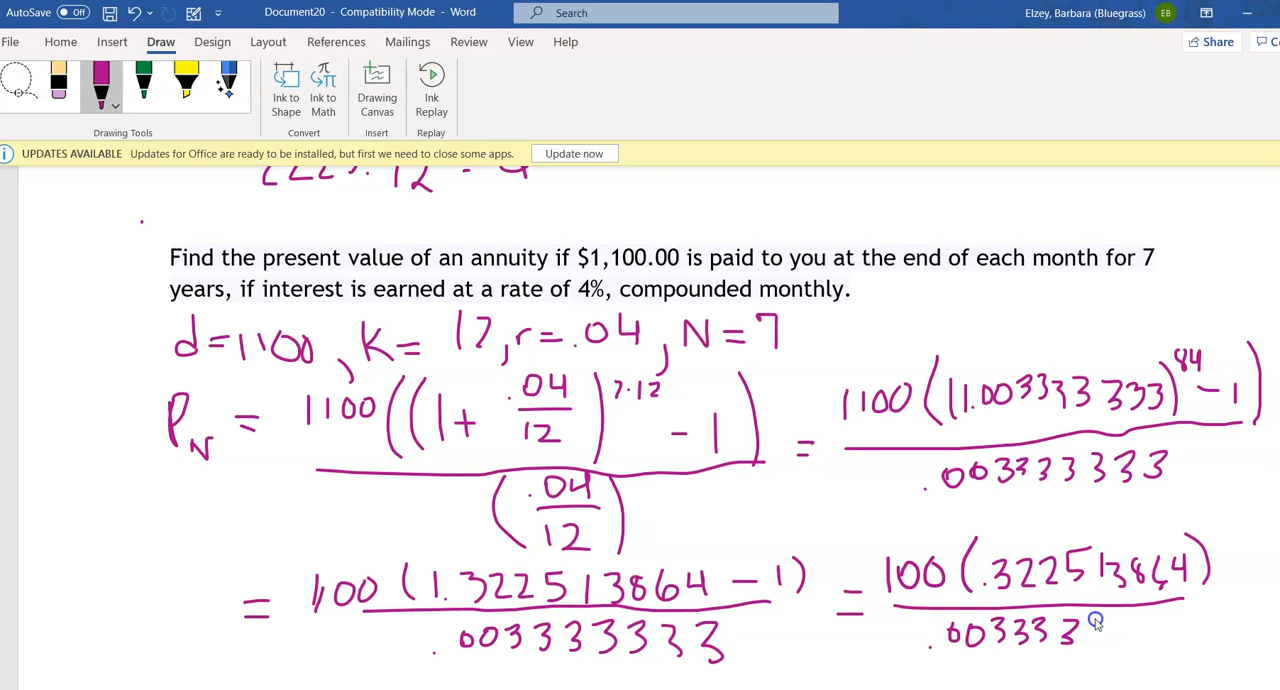 AutoSave Off Document20 - Compatibility Mode - Word Search Elzey, Barbara (Bluegrass) EB
File Home Insert Draw Design Layout References Mailings Review View Help Share Co
Ink to Shape Ink to Math Drawing Canvas Ink Replay
Drawing Tools Convert Insert Replay
UPDATES AVAILABLE Updates for Office are ready to be installed, but first we need to close some apps. Update now
Find the present value of an annuity if $1,100.00 is paid to you at the end of each month for 7
years, if interest is earned at a rate of 4%, compounded monthly.
d=1100, K= 12, r= .04, N=7
P_N = 1100((1 + .04/12)^7·12 - 1) / (.04/12) = 1100((1.003333333)^84 - 1) / .003333333
= 1100(1.322513864 - 1) / .003333333 = 1100(.322513864) / .003333